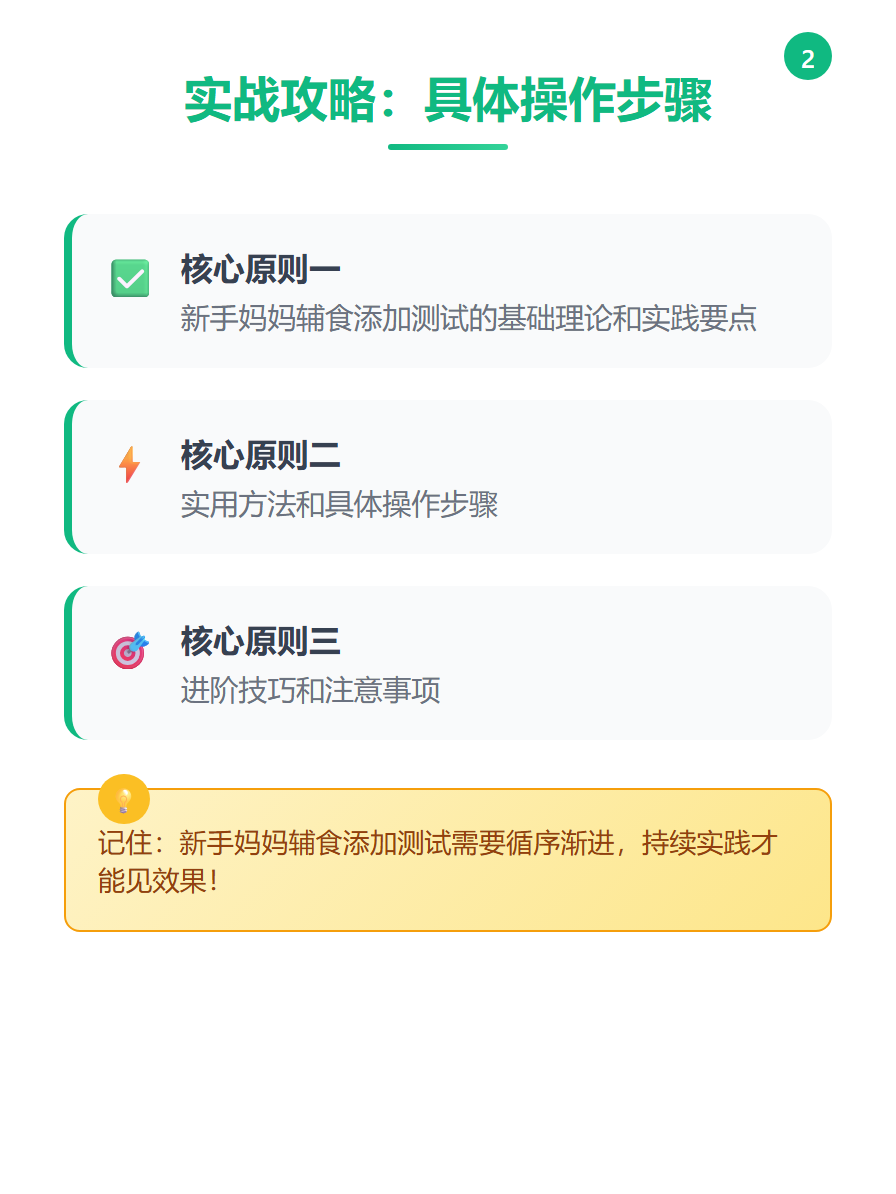 2
实战攻略：具体操作步骤
核心原则一
新手妈妈辅食添加测试的基础理论和实践要点
核心原则二
实用方法和具体操作步骤
核心原则三
进阶技巧和注意事项
记住：新手妈妈辅食添加测试需要循序渐进，持续实践才
能见效果！